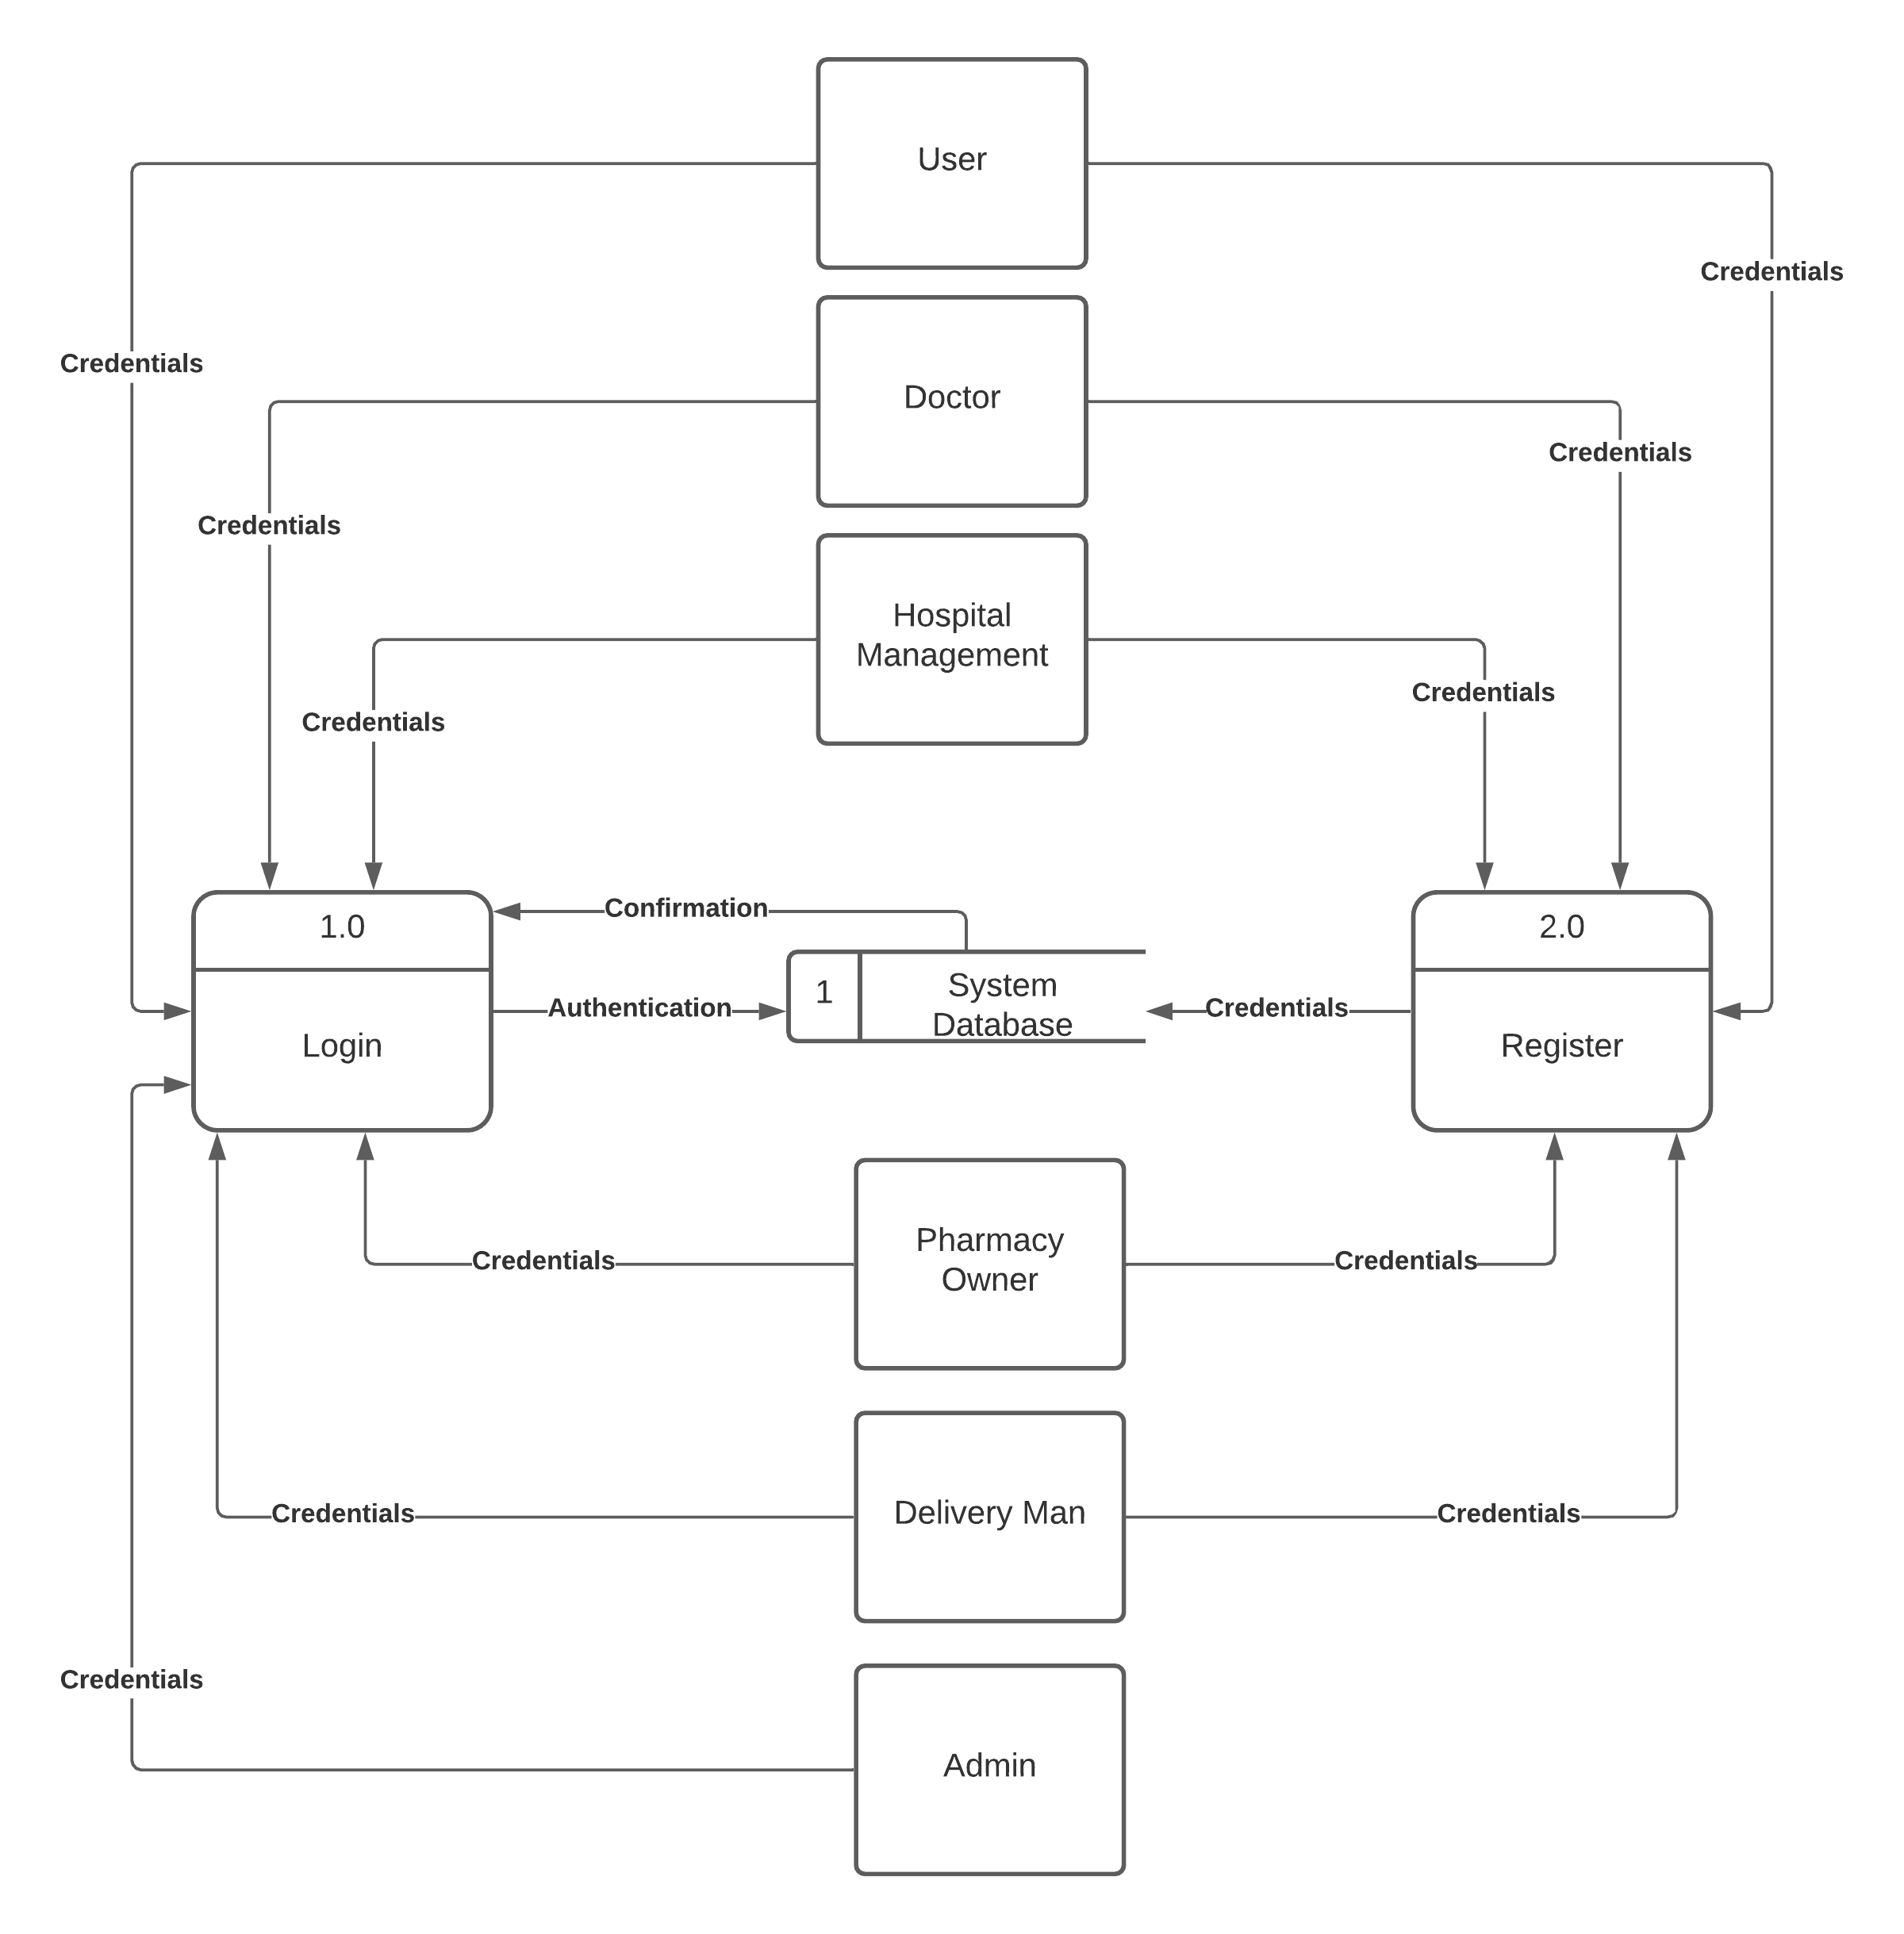 User
Credentials
Credentials
Doctor
Credentials
Credentials
Hospital
Management
Credentials
Credentials
1.0
Confirmation
2.0
1
System
Database
Authentication
Credentials
Login
Register
Pharmacy
Owner
Credentials
Credentials
Delivery Man
Credentials
Credentials
Credentials
Admin